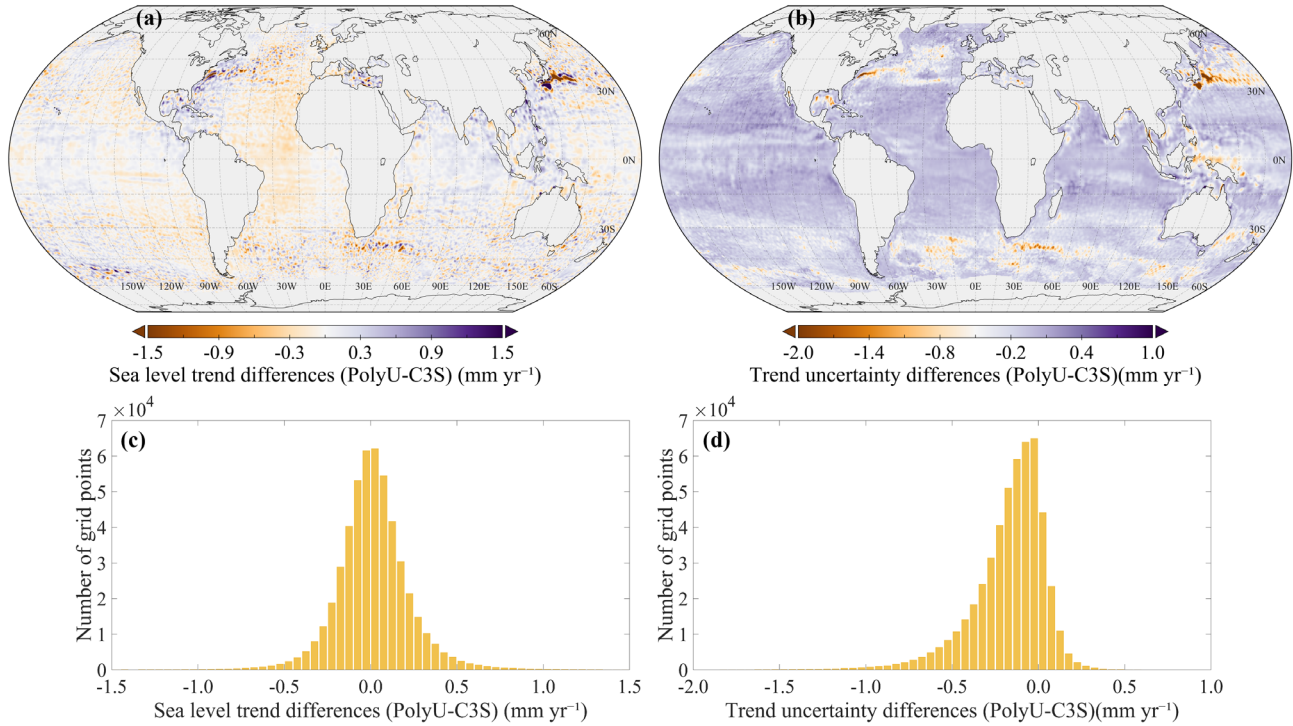 (a)
60N
30N
0N
30S
150W 120W 90W 60W 30W 0E 30E 60E 90E 120E 150E 60S
-1.5 -0.9 -0.3 0.3 0.9 1.5
Sea level trend differences (PolyU-C3S) (mm yr⁻¹)
(b)
60N
30N
0N
30S
150W 120W 90W 60W 30W 0E 30E 60E 90E 120E 150E 60S
-2.0 -1.4 -0.8 -0.2 0.4 1.0
Trend uncertainty differences (PolyU-C3S)(mm yr⁻¹)
×10⁴
(c)
Number of grid points
7
6
5
4
3
2
1
0
-1.5 -1.0 -0.5 0.0 0.5 1.0 1.5
Sea level trend differences (PolyU-C3S) (mm yr⁻¹)
×10⁴
(d)
Number of grid points
7
6
5
4
3
2
1
0
-2.0 -1.5 -1.0 -0.5 0.0 0.5 1.0
Trend uncertainty differences (PolyU-C3S)(mm yr⁻¹)